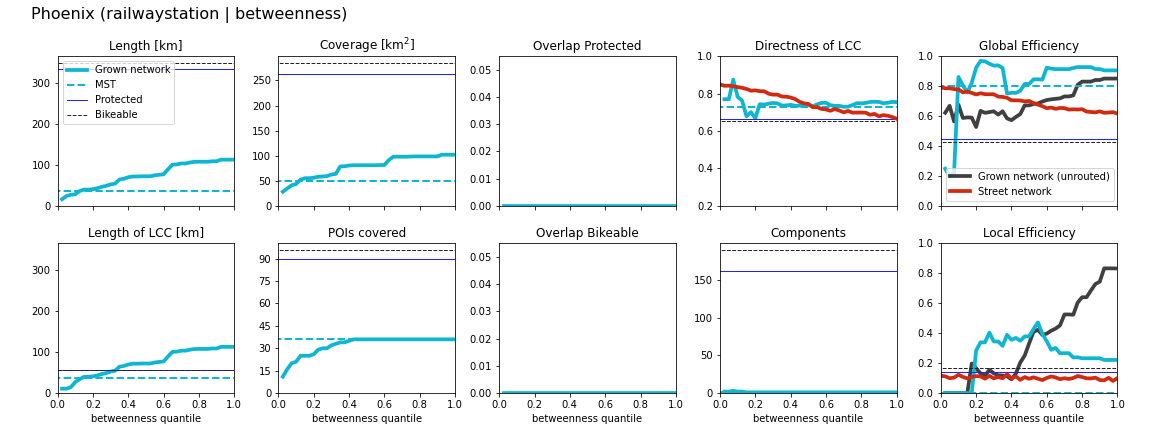 Phoenix (railwaystation | betweenness)
Length [km]
Coverage [km²]
Overlap Protected
Directness of LCC
Global Efficiency
Grown network
MST
Protected
Bikeable
Grown network (unrouted)
Street network
0
100
200
300
0
50
100
150
200
250
0.00
0.01
0.02
0.03
0.04
0.05
0.2
0.4
0.6
0.8
1.0
0.0
0.2
0.4
0.6
0.8
1.0
Length of LCC [km]
POIs covered
Overlap Bikeable
Components
Local Efficiency
0
100
200
300
15
30
45
60
75
90
0.00
0.01
0.02
0.03
0.04
0.05
0
50
100
150
0.0
0.2
0.4
0.6
0.8
1.0
0.0 0.2 0.4 0.6 0.8 1.0
0.0 0.2 0.4 0.6 0.8 1.0
0.0 0.2 0.4 0.6 0.8 1.0
0.0 0.2 0.4 0.6 0.8 1.0
0.0 0.2 0.4 0.6 0.8 1.0
betweenness quantile
betweenness quantile
betweenness quantile
betweenness quantile
betweenness quantile